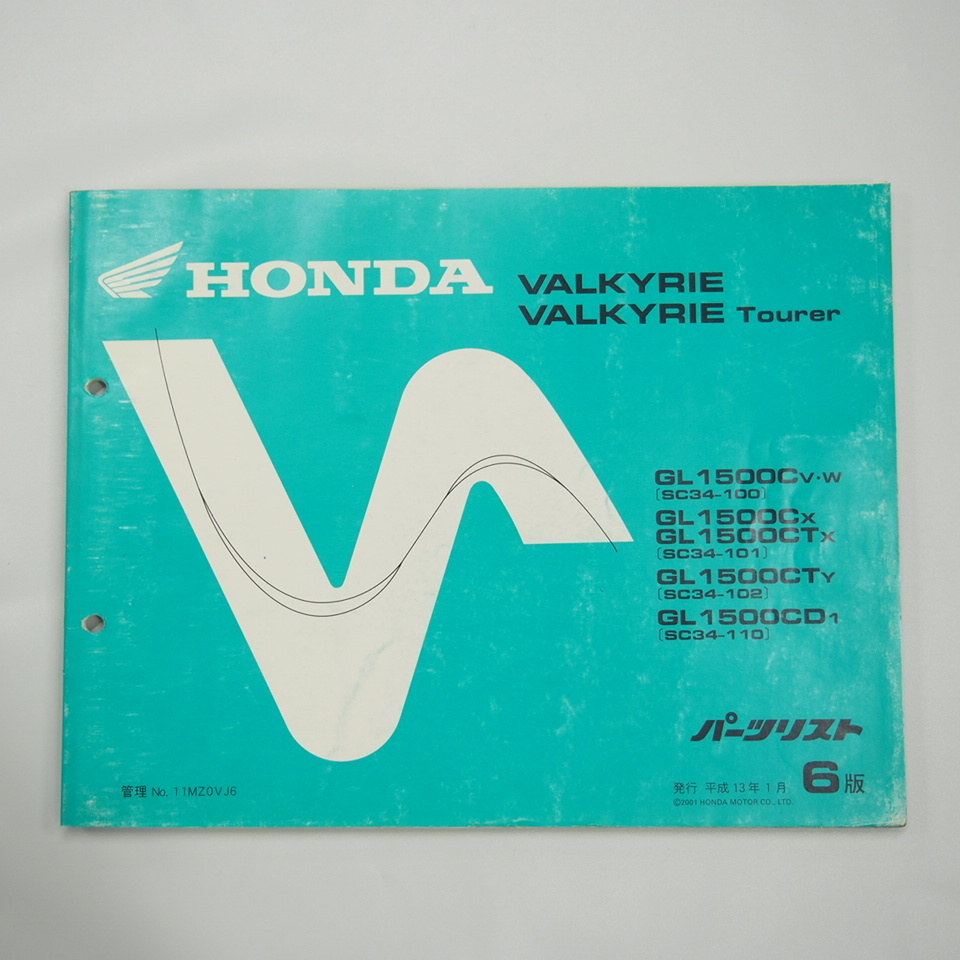 HONDA
VALKYRIE
VALKYRIE Tourer
GL1500CV·W
〔SC34-100〕
GL1500CX
GL1500CTX
〔SC34-101〕
GL1500CTY
〔SC34-102〕
GL1500CD1
〔SC34-110〕
パーツリスト
管理 No. 11MZ0VJ6
発行 平成13年1月 6版
©2001 HONDA MOTOR CO., LTD.